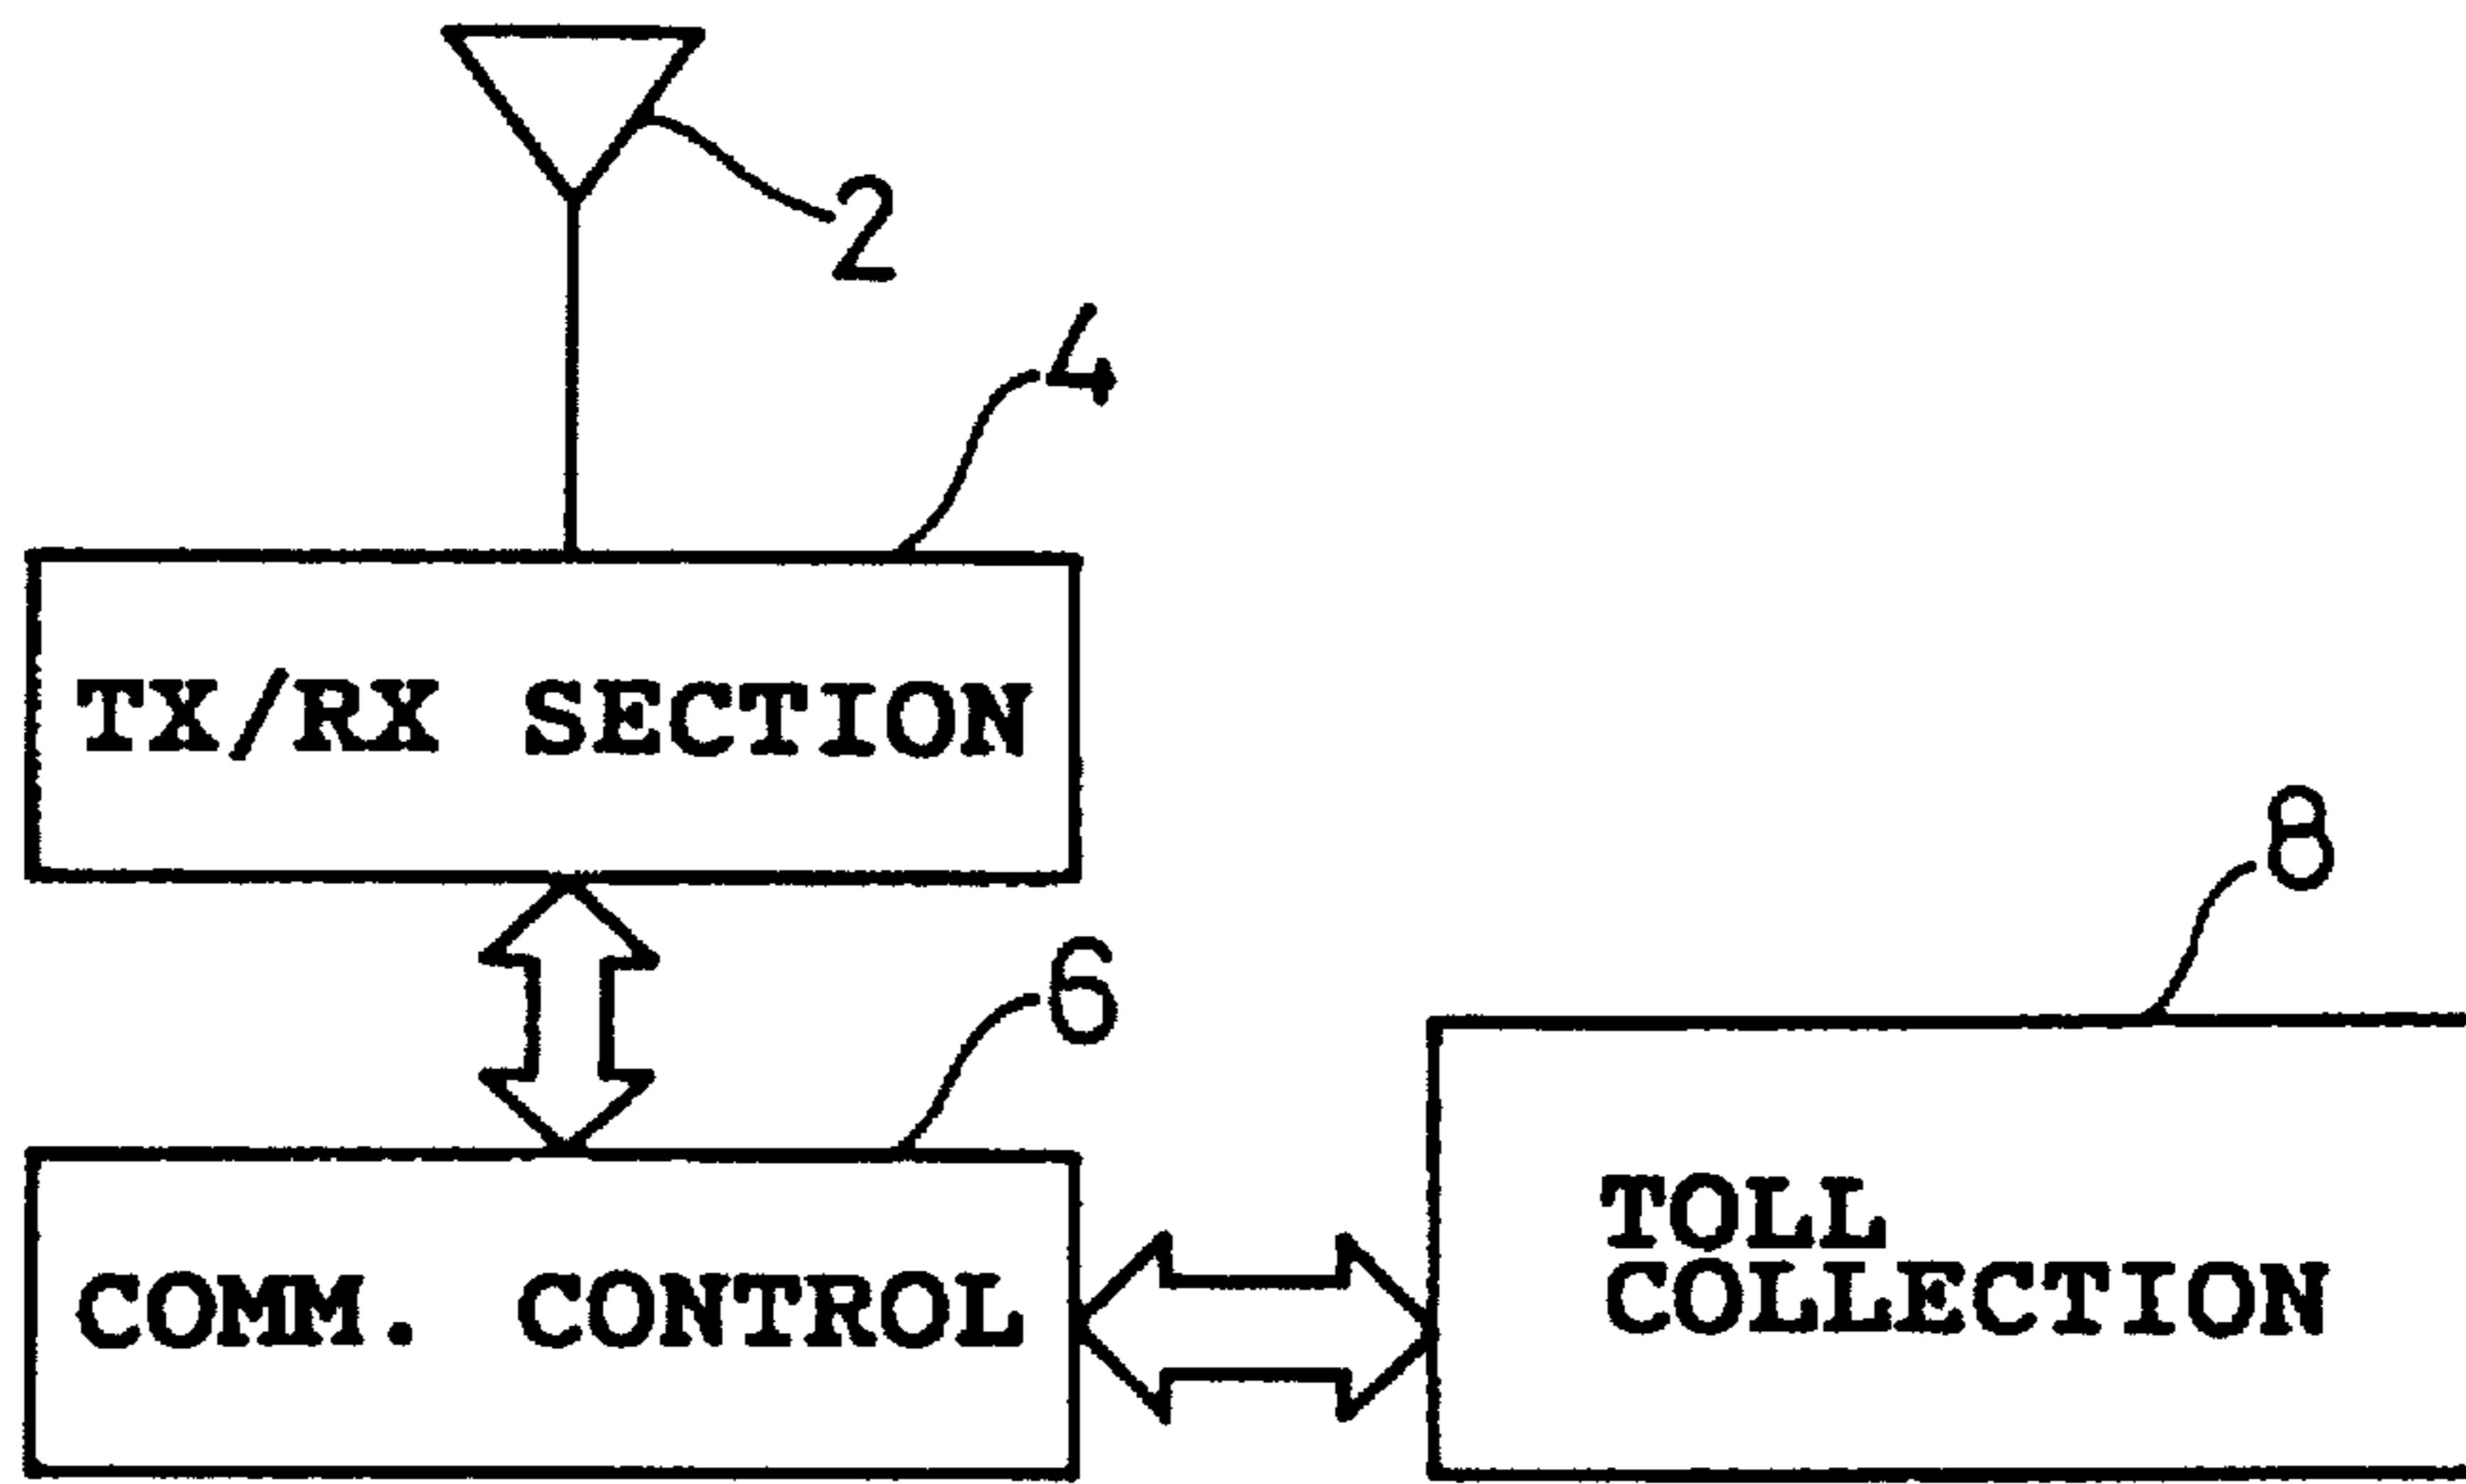 2
4
TX/RX SECTION
8
6
TOLL
COLLECTION
COMM. CONTROL